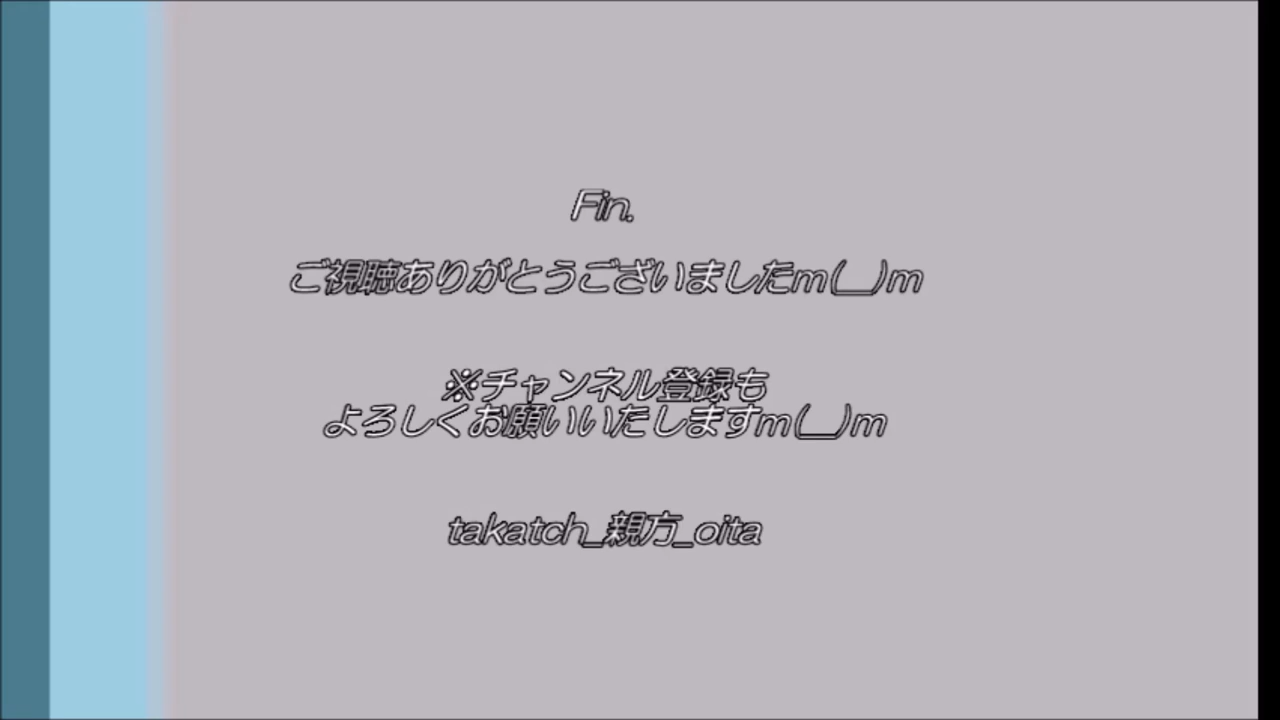 Fin.
ご視聴ありがとうございましたm(__)m
※チャンネル登録も
よろしくお願いいたしますm(__)m
takatch_親方_oita